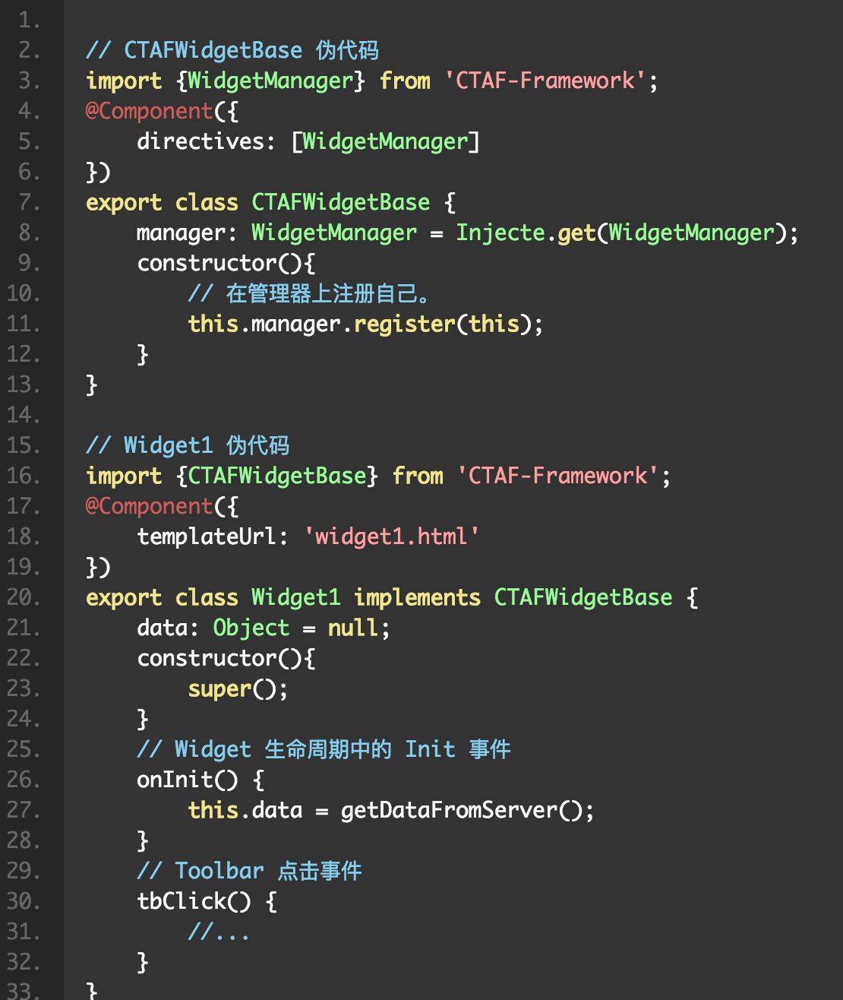 1.
2. // CTAFWidgetBase 伪代码
3. import {WidgetManager} from 'CTAF-Framework';
4. @Component({
5.     directives: [WidgetManager]
6. })
7. export class CTAFWidgetBase {
8.     manager: WidgetManager = Injecte.get(WidgetManager);
9.     constructor(){
10.         // 在管理器上注册自己。
11.         this.manager.register(this);
12.     }
13. }
14.
15. // Widget1 伪代码
16. import {CTAFWidgetBase} from 'CTAF-Framework';
17. @Component({
18.     templateUrl: 'widget1.html'
19. })
20. export class Widget1 implements CTAFWidgetBase {
21.     data: Object = null;
22.     constructor(){
23.         super();
24.     }
25.     // Widget 生命周期中的 Init 事件
26.     onInit() {
27.         this.data = getDataFromServer();
28.     }
29.     // Toolbar 点击事件
30.     tbClick() {
31.         //...
32.     }
33. }